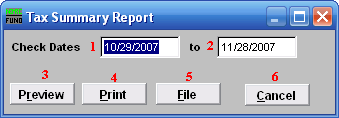 FUND Tax Summary Report
Check Dates 1 10/29/2007 to 2 11/28/2007
3 4 5 6
Preview Print File Cancel